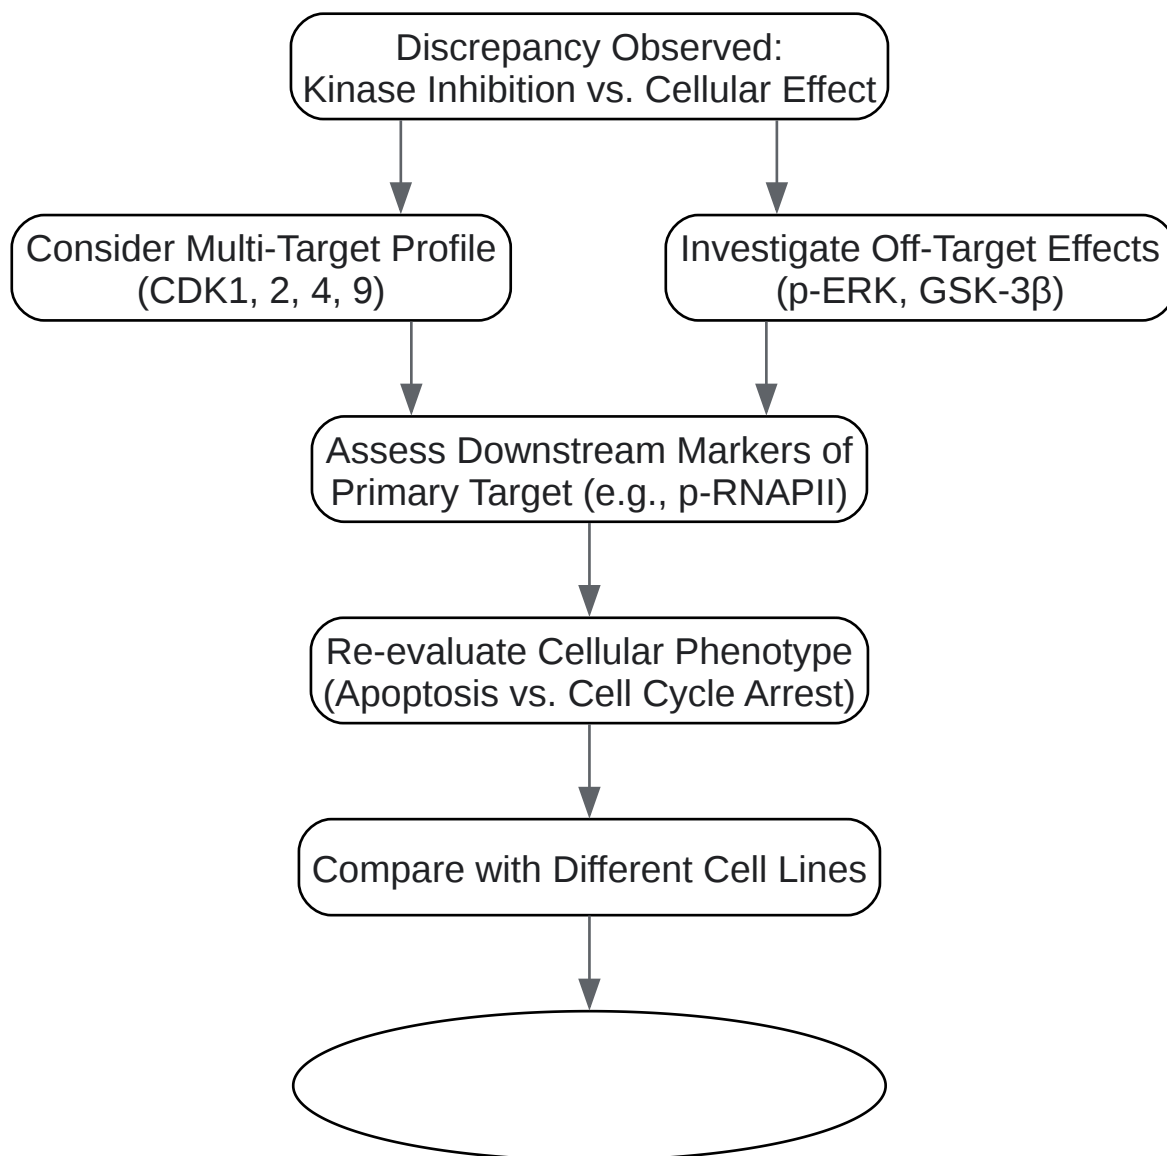 Discrepancy Observed:
Kinase Inhibition vs. Cellular Effect
Consider Multi-Target Profile
(CDK1, 2, 4, 9)
Investigate Off-Target Effects
(p-ERK, GSK-3β)
Assess Downstream Markers of
Primary Target (e.g., p-RNAPII)
Re-evaluate Cellular Phenotype
(Apoptosis vs. Cell Cycle Arrest)
Compare with Different Cell Lines